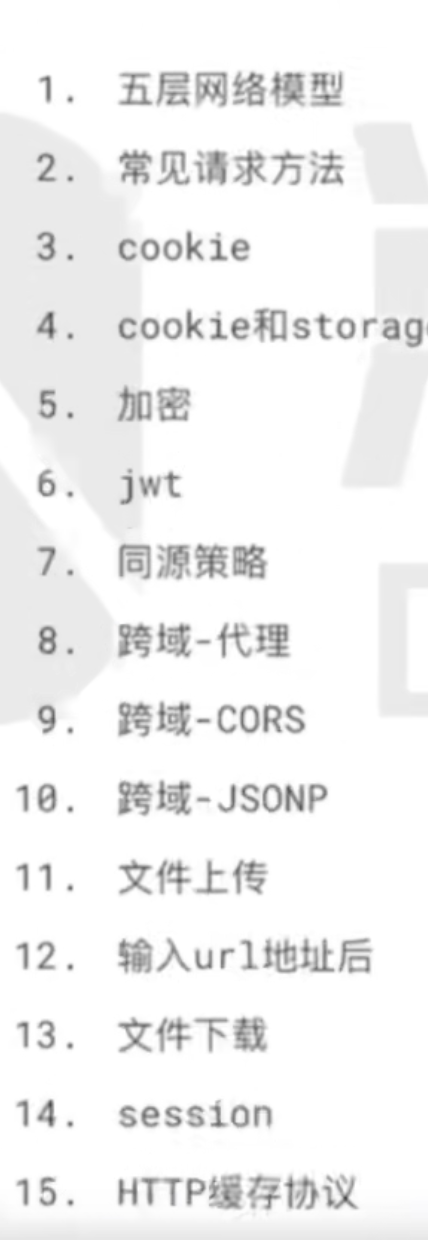 1. 五层网络模型
2. 常见请求方法
3. cookie
4. cookie和storag
5. 加密
6. jwt
7. 同源策略
8. 跨域-代理
9. 跨域-CORS
10. 跨域-JSONP
11. 文件上传
12. 输入url地址后
13. 文件下载
14. session
15. HTTP缓存协议